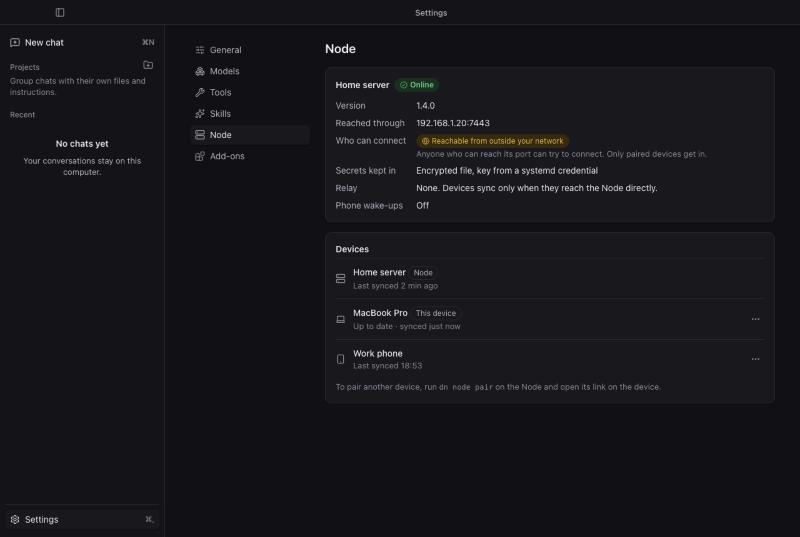 Settings
New chat ⌘N
Projects
Group chats with their own files and
instructions.
Recent
No chats yet
Your conversations stay on this
computer.
Settings ⌘,
General
Models
Tools
Skills
Node
Add-ons
Node
Home server Online
Version 1.4.0
Reached through 192.168.1.20:7443
Who can connect Reachable from outside your network
Anyone who can reach its port can try to connect. Only paired devices get in.
Secrets kept in Encrypted file, key from a systemd credential
Relay None. Devices sync only when they reach the Node directly.
Phone wake-ups Off
Devices
Home server Node
Last synced 2 min ago
MacBook Pro This device
Up to date · synced just now
Work phone
Last synced 18:53
To pair another device, run dn node pair on the Node and open its link on the device.